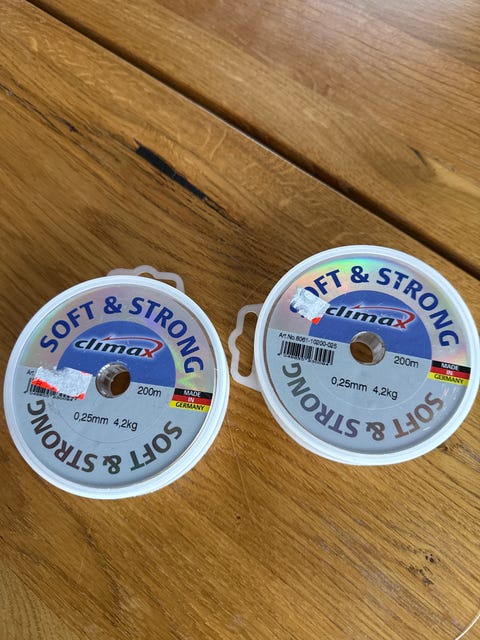 SOFT & STRONG
climax
200m
MADE
IN
GERMANY
0,25mm 4,2kg
SOFT & STRONG
SOFT & STRONG
climax
Art.No.8061-10200-025
200m
MADE
IN
GERMANY
0,25mm 4,2kg
SOFT & STRONG